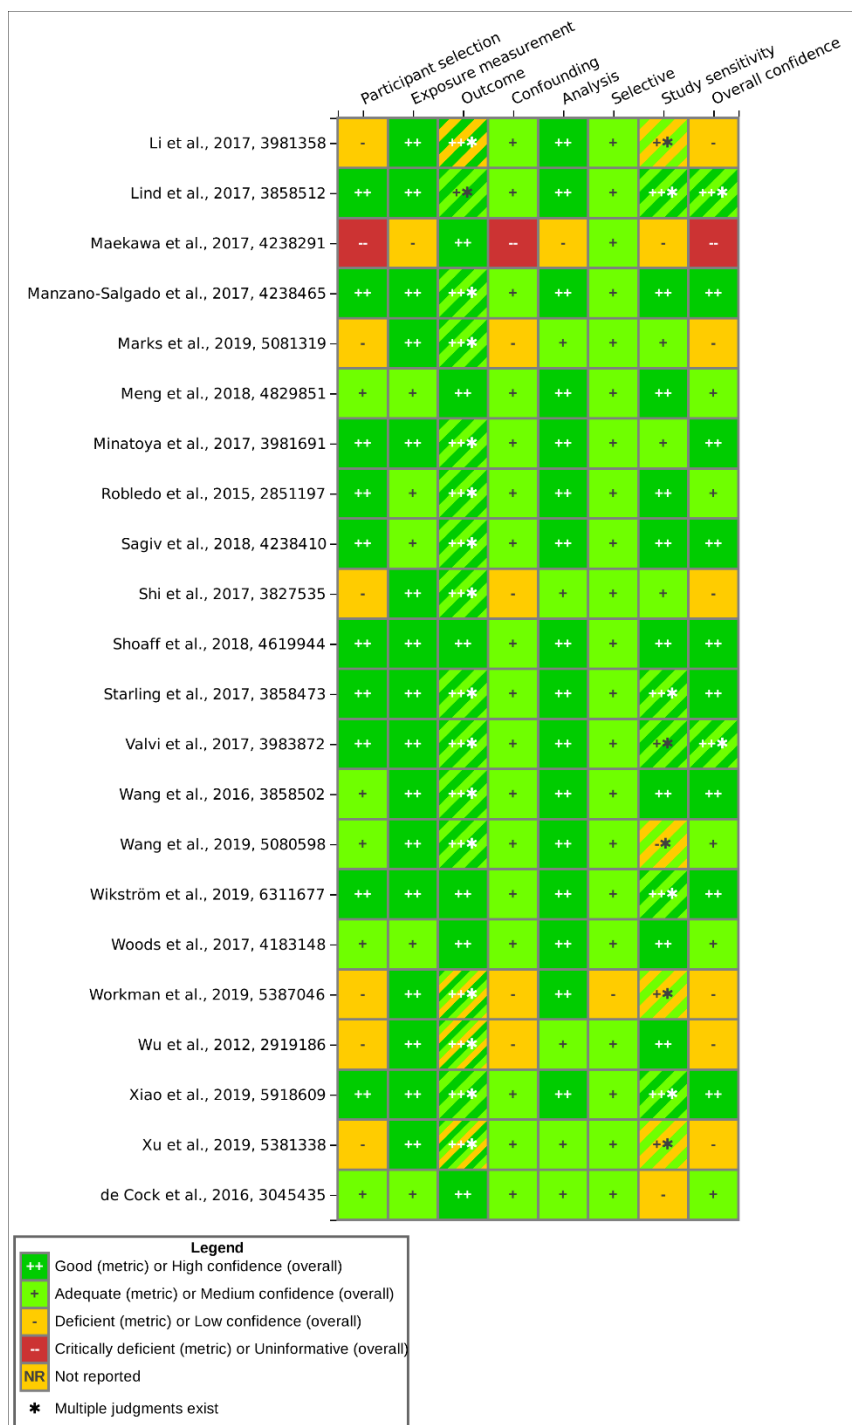 Participant selection
Exposure measurement
Outcome
Confounding
Analysis
Selective
Study sensitivity
Overall confidence
Li et al., 2017, 3981358 - ++ ++✱ + ++ + +✱ -
Lind et al., 2017, 3858512 ++ ++ +✱ + ++ + ++✱ ++✱
Maekawa et al., 2017, 4238291 -- - ++ -- - + - --
Manzano-Salgado et al., 2017, 4238465 ++ ++ ++✱ + ++ + ++ ++
Marks et al., 2019, 5081319 - ++ ++✱ - + + + -
Meng et al., 2018, 4829851 + + ++ + ++ + ++ +
Minatoya et al., 2017, 3981691 ++ ++ ++✱ + ++ + + ++
Robledo et al., 2015, 2851197 ++ + ++✱ + ++ + ++ +
Sagiv et al., 2018, 4238410 ++ + ++✱ + ++ + ++ ++
Shi et al., 2017, 3827535 - ++ ++✱ - + + + -
Shoaff et al., 2018, 4619944 ++ ++ ++ + ++ + ++ ++
Starling et al., 2017, 3858473 ++ ++ ++✱ + ++ + ++✱ ++
Valvi et al., 2017, 3983872 ++ ++ ++✱ + ++ + +✱ ++✱
Wang et al., 2016, 3858502 + ++ ++✱ + ++ + ++ ++
Wang et al., 2019, 5080598 + ++ ++✱ + ++ + -✱ +
Wikström et al., 2019, 6311677 ++ ++ ++ + ++ + ++✱ ++
Woods et al., 2017, 4183148 + + ++ + ++ + ++ +
Workman et al., 2019, 5387046 - ++ ++✱ - ++ - +✱ -
Wu et al., 2012, 2919186 - ++ ++✱ - + + ++ -
Xiao et al., 2019, 5918609 ++ ++ ++✱ + ++ + ++✱ ++
Xu et al., 2019, 5381338 - ++ ++✱ + + + +✱ -
de Cock et al., 2016, 3045435 + + ++ + + + - +
Legend
++ Good (metric) or High confidence (overall)
+ Adequate (metric) or Medium confidence (overall)
- Deficient (metric) or Low confidence (overall)
-- Critically deficient (metric) or Uninformative (overall)
NR Not reported
✱ Multiple judgments exist